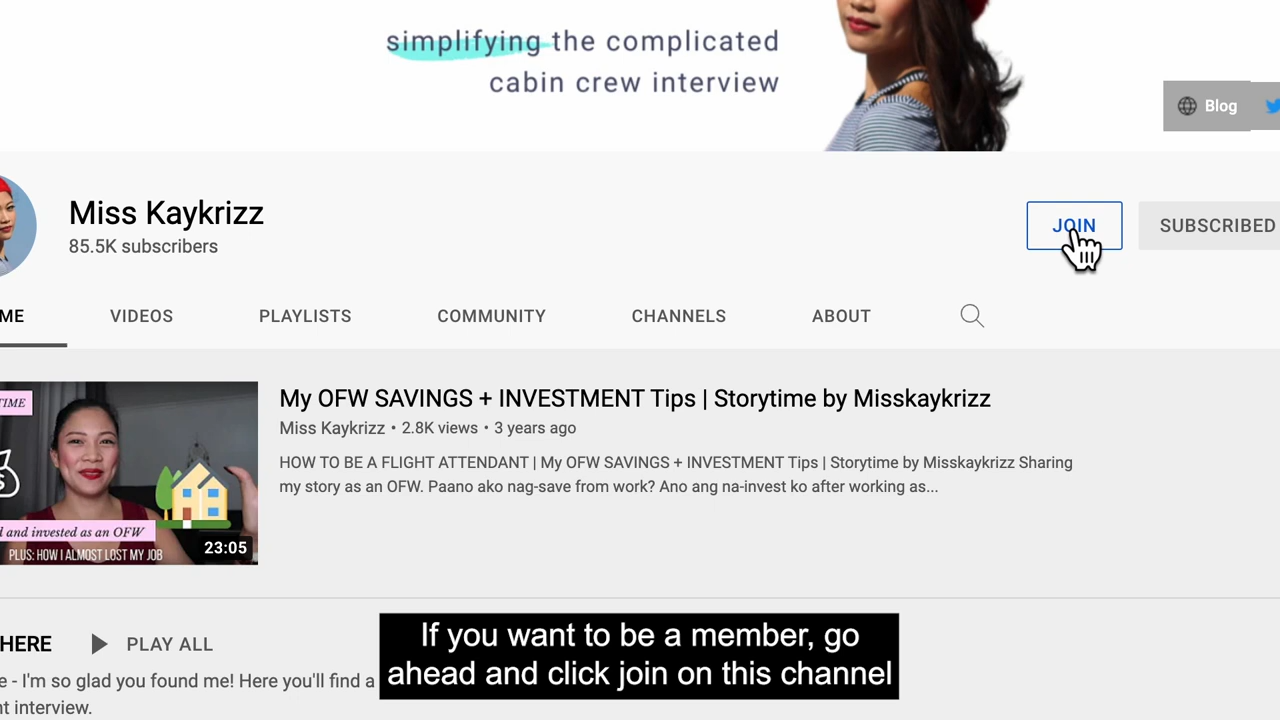 simplifying the complicated
cabin crew interview
Blog
Miss Kaykrizz
85.5K subscribers
JOIN
SUBSCRIBED
ME
VIDEOS
PLAYLISTS
COMMUNITY
CHANNELS
ABOUT
TIME
My OFW SAVINGS + INVESTMENT Tips | Storytime by Misskaykrizz
Miss Kaykrizz • 2.8K views • 3 years ago
HOW TO BE A FLIGHT ATTENDANT | My OFW SAVINGS + INVESTMENT Tips | Storytime by Misskaykrizz Sharing
my story as an OFW. Paano ako nag-save from work? Ano ang na-invest ko after working as...
d and invested as an OFW
PLUS: HOW I ALMOST LOST MY JOB
23:05
HERE
PLAY ALL
e - I'm so glad you found me! Here you'll find a
nt interview.
If you want to be a member, go
ahead and click join on this channel